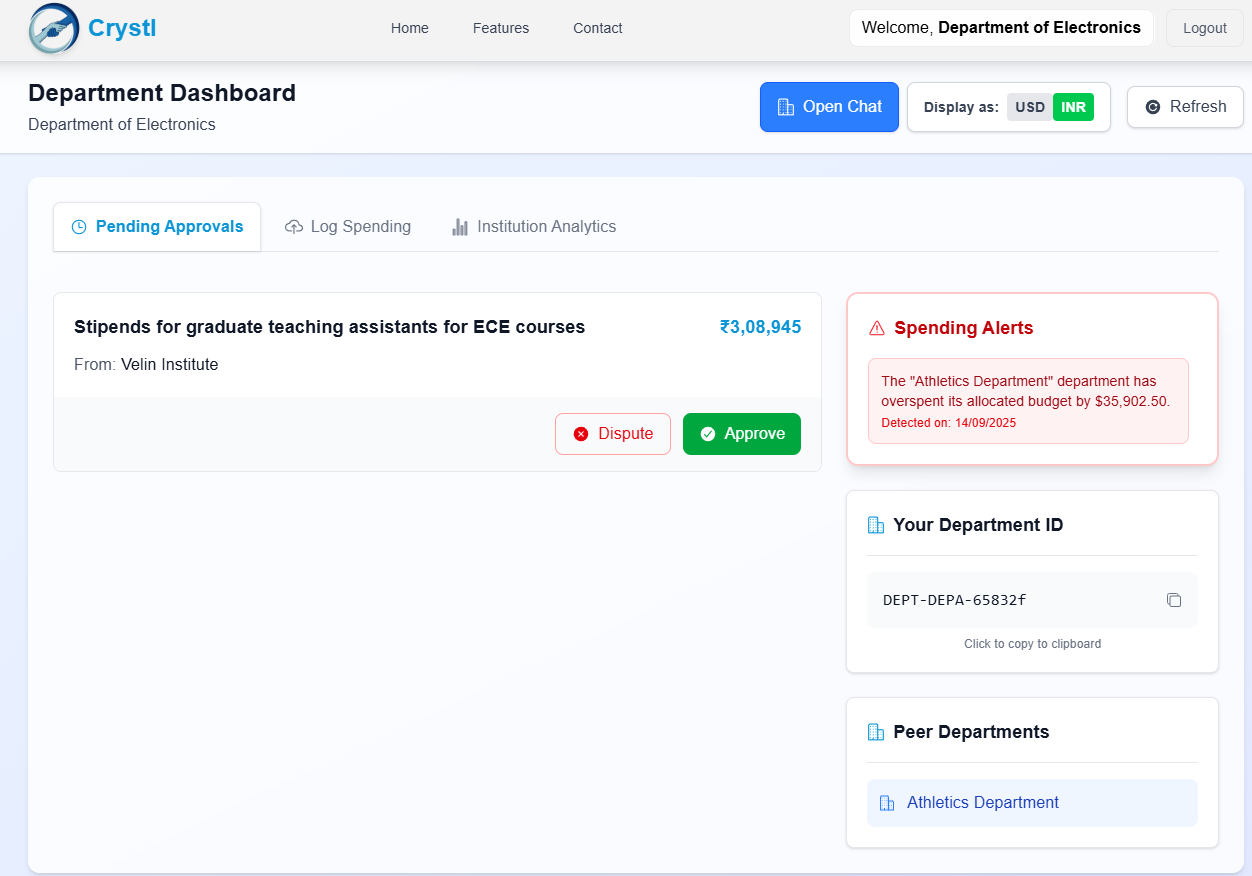 Crystl
Home
Features
Contact
Welcome, Department of Electronics
Logout
Department Dashboard
Department of Electronics
Open Chat
Display as:
USD
INR
Refresh
Pending Approvals
Log Spending
Institution Analytics
Stipends for graduate teaching assistants for ECE courses
₹3,08,945
From: Velin Institute
Dispute
Approve
Spending Alerts
The "Athletics Department" department has
overspent its allocated budget by $35,902.50.
Detected on: 14/09/2025
Your Department ID
DEPT-DEPA-65832f
Click to copy to clipboard
Peer Departments
Athletics Department